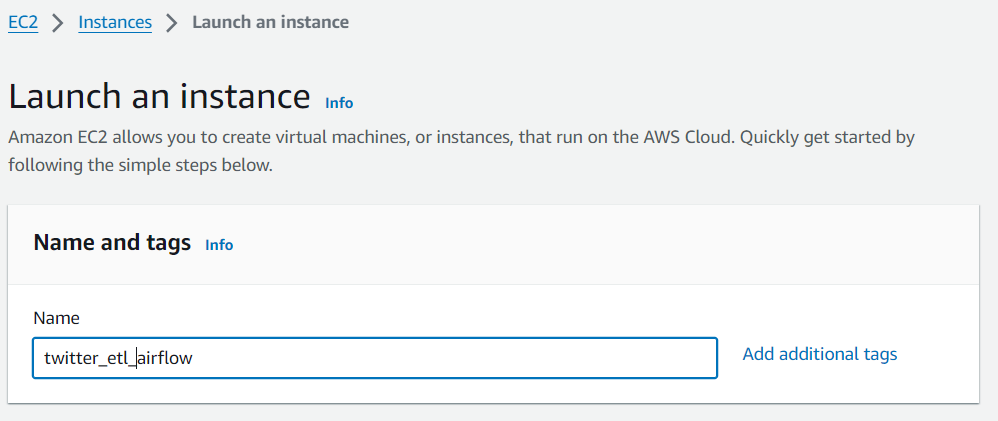 EC2 > Instances > Launch an instance
Launch an instance Info
Amazon EC2 allows you to create virtual machines, or instances, that run on the AWS Cloud. Quickly get started by
following the simple steps below.
Name and tags Info
Name
twitter_etl_airflow Add additional tags